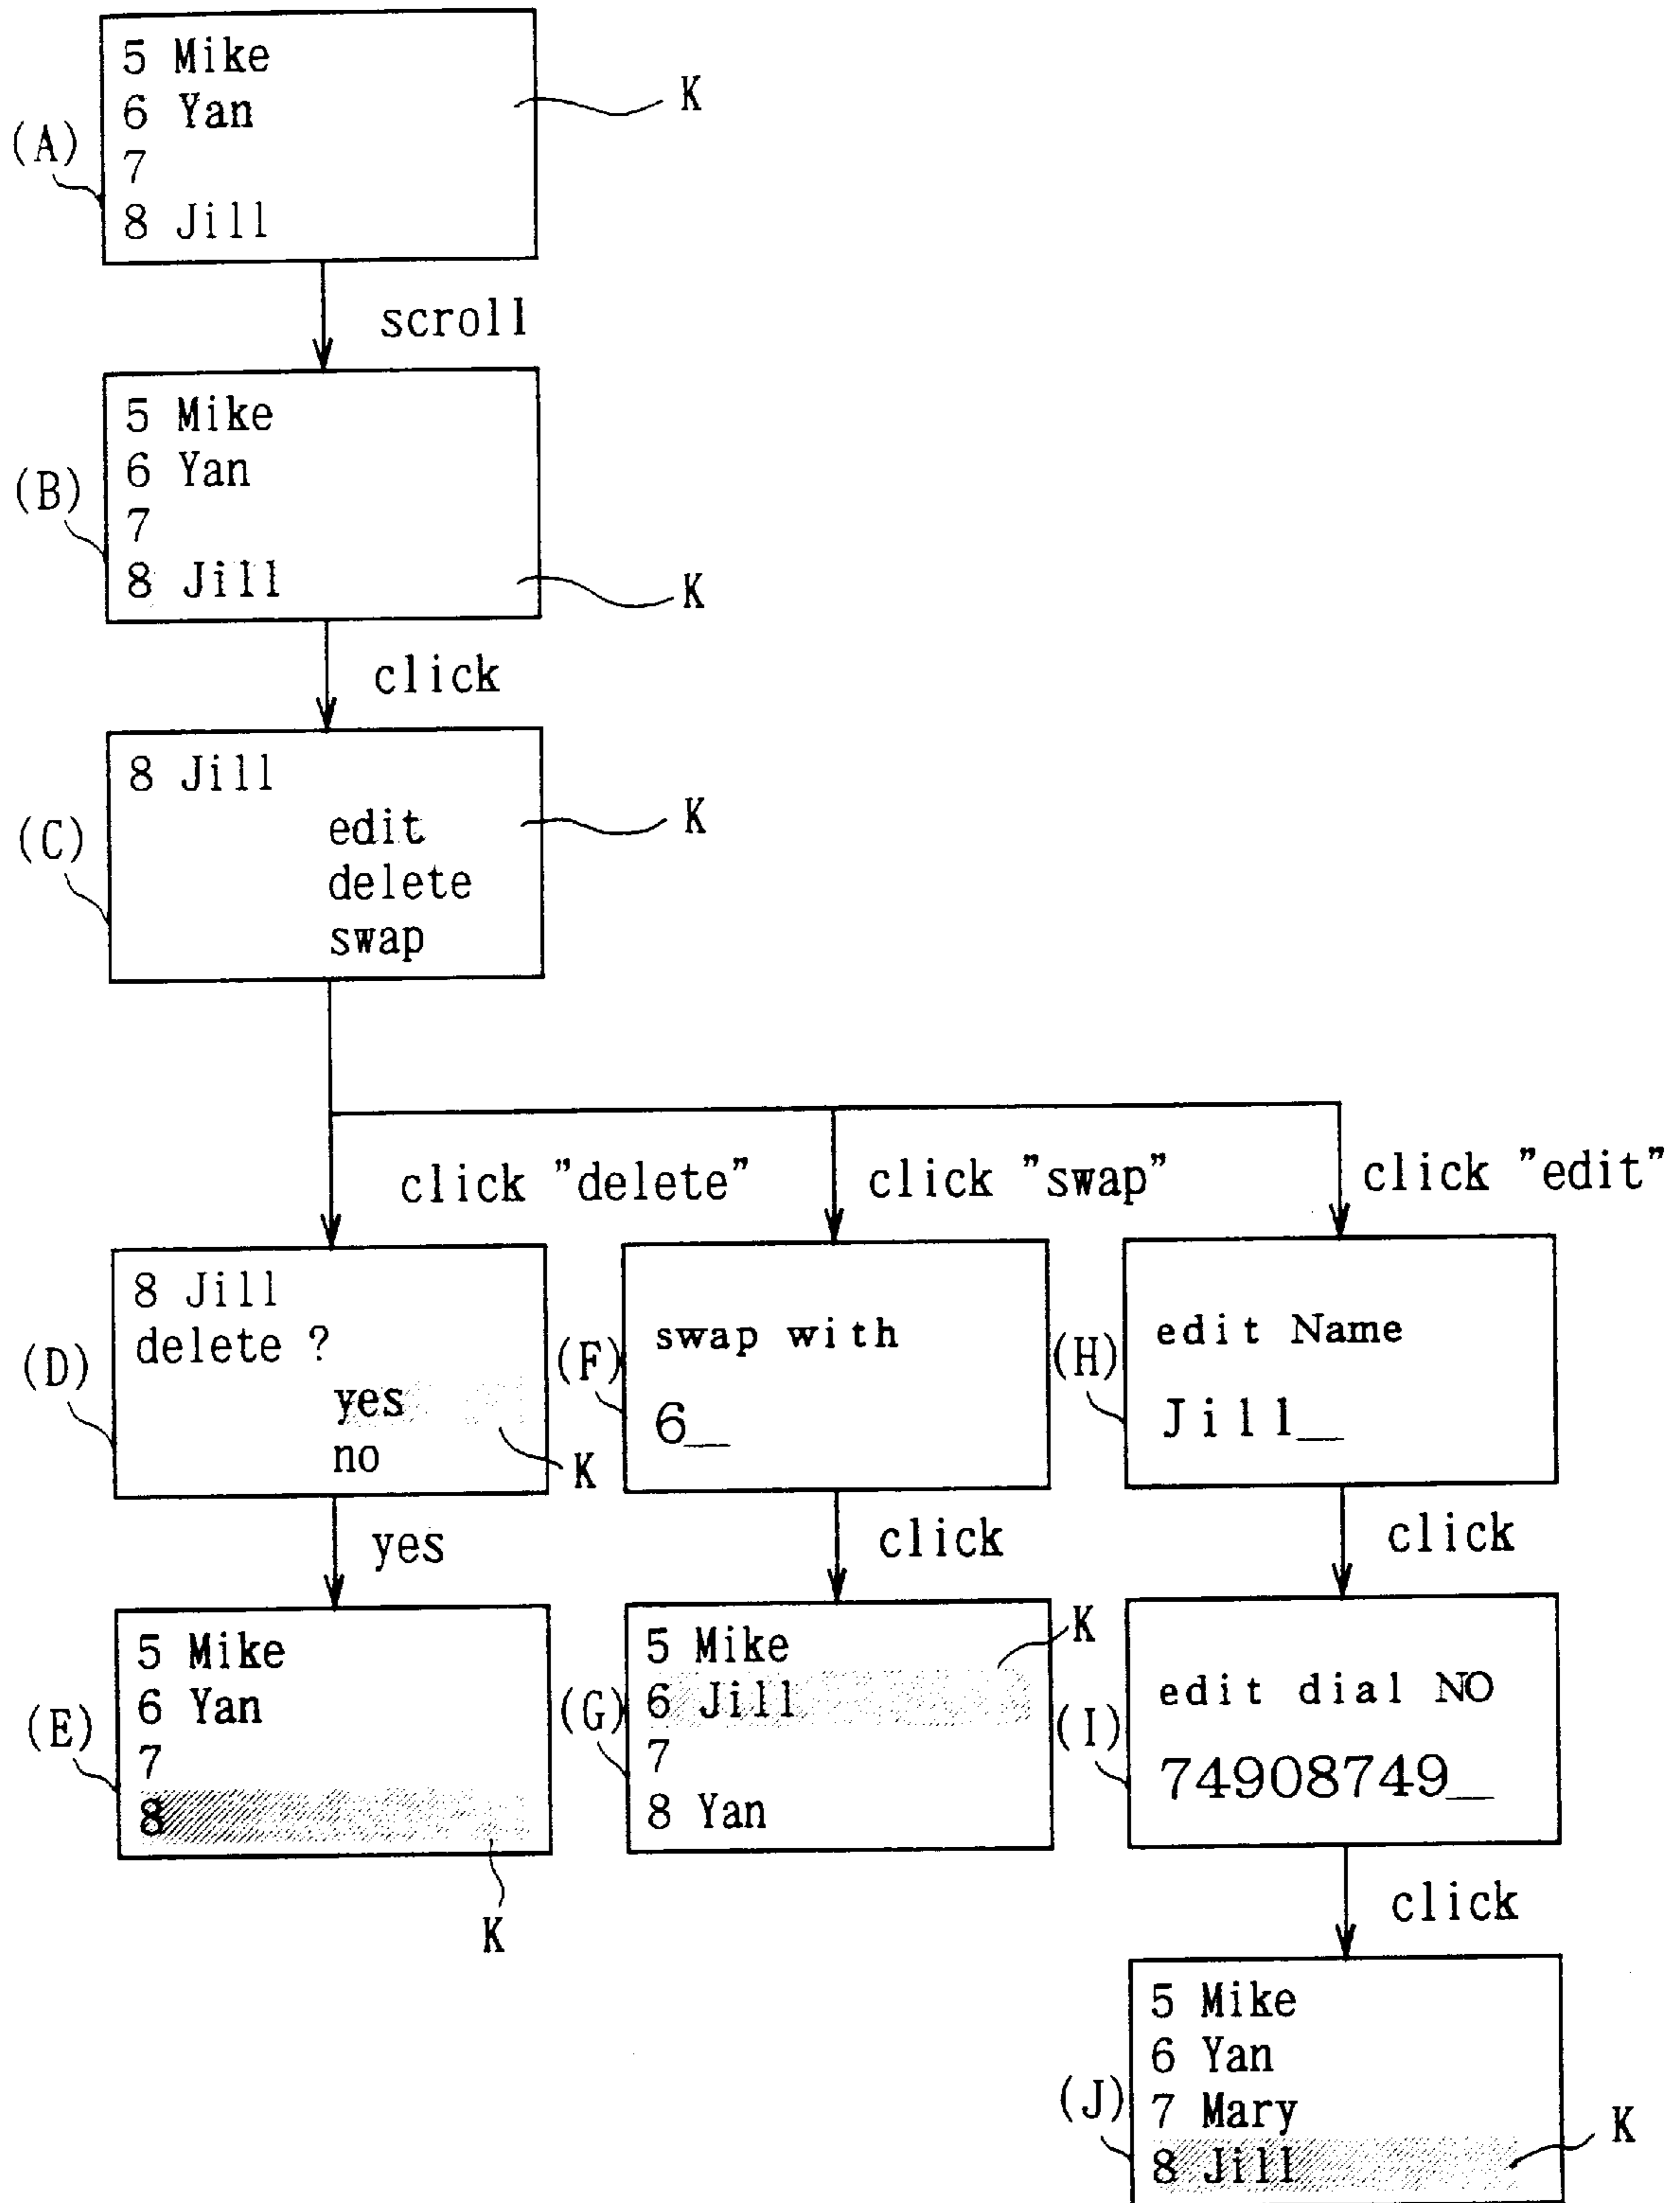 5 Mike
6 Yan
7
8 Jill
(A)
K
scroll
5 Mike
6 Yan
7
8 Jill
(B)
K
click
8 Jill
edit
delete
swap
(C)
K
click "delete"
click "swap"
click "edit"
8 Jill
delete ?
yes
no
(D)
K
swap with
6_
(F)
edit Name
Jill_
(H)
yes
click
click
5 Mike
6 Yan
7
8
(E)
K
5 Mike
6 Jill
7
8 Yan
(G)
K
edit dial NO
74908749_
(I)
click
5 Mike
6 Yan
7 Mary
8 Jill
(J)
K